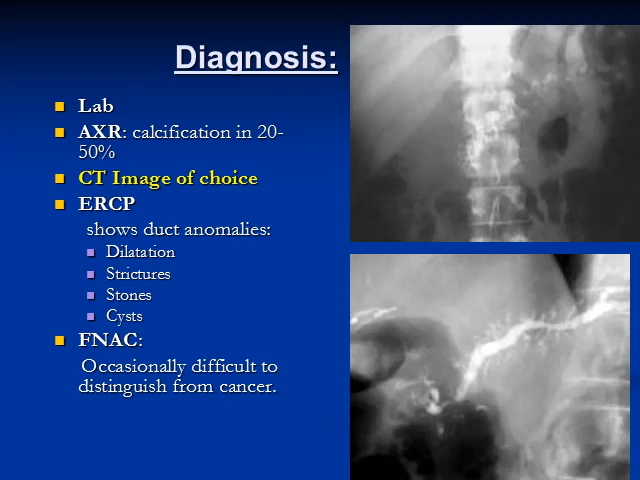 Diagnosis:
Lab
AXR: calcification in 20-
50%
CT Image of choice
ERCP
shows duct anomalies:
Dilatation
Strictures
Stones
Cysts
FNAC:
Occasionally difficult to
distinguish from cancer.